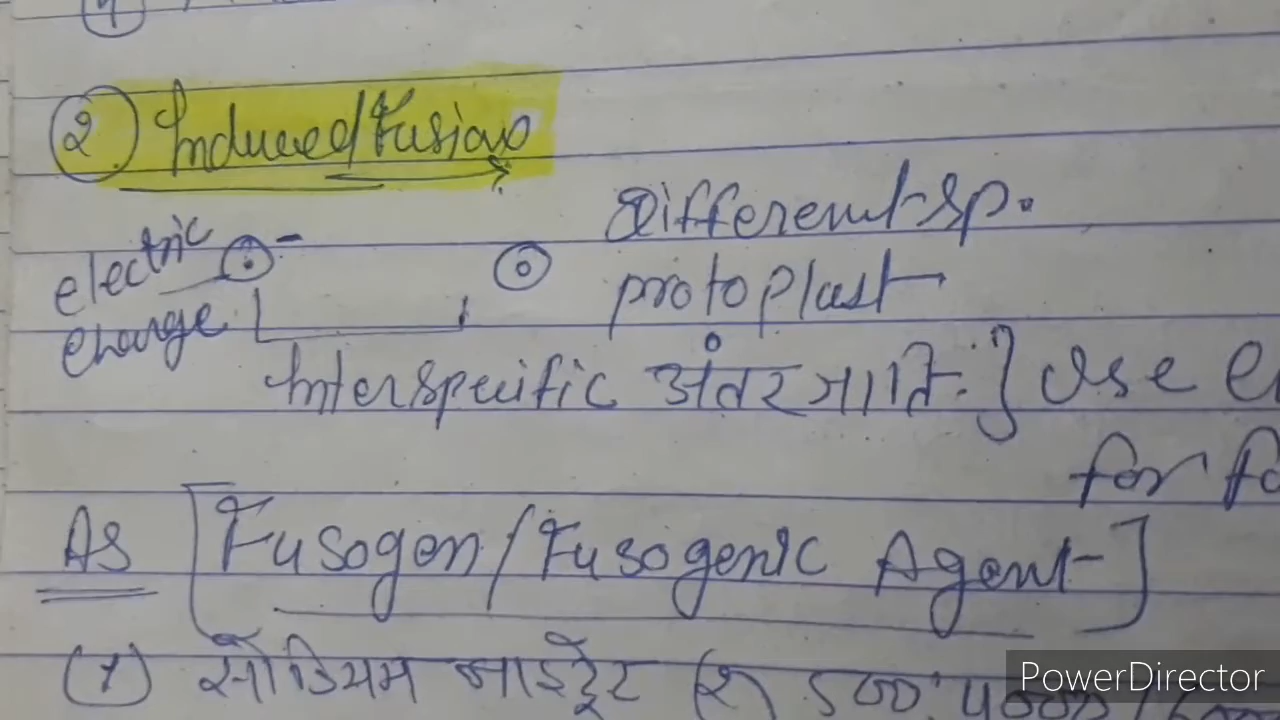 ② Induced Fusion
electric Different sp.
charge protoplast
Interspecific } Use
for
As [Fusogen / Fusogenic Agent]
(1) सोडियम नाइट्रेट (2)
PowerDirector